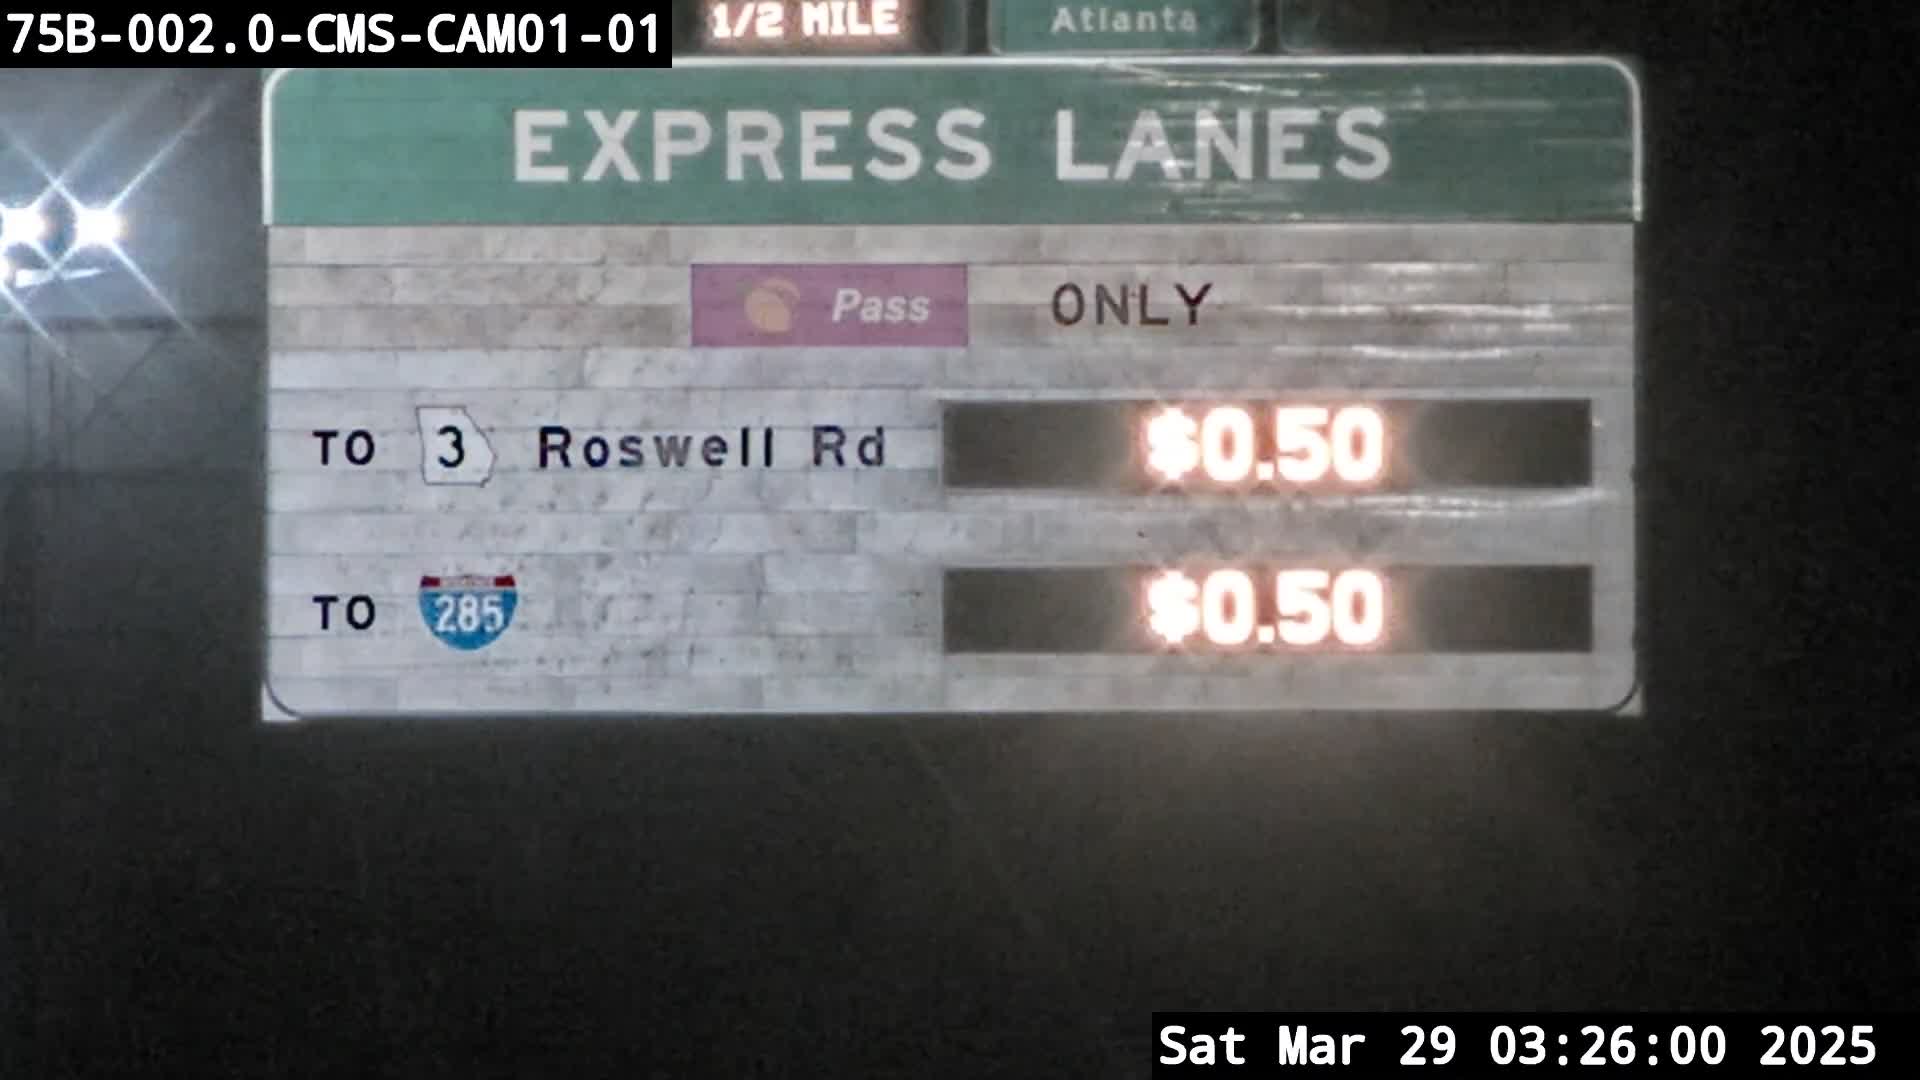 75B-002.0-CMS-CAM01-01
1/2 MILE
Atlanta
EXPRESS LANES
Pass ONLY
TO 3 Roswell Rd $0.50
TO 285 $0.50
Sat Mar 29 03:26:00 2025